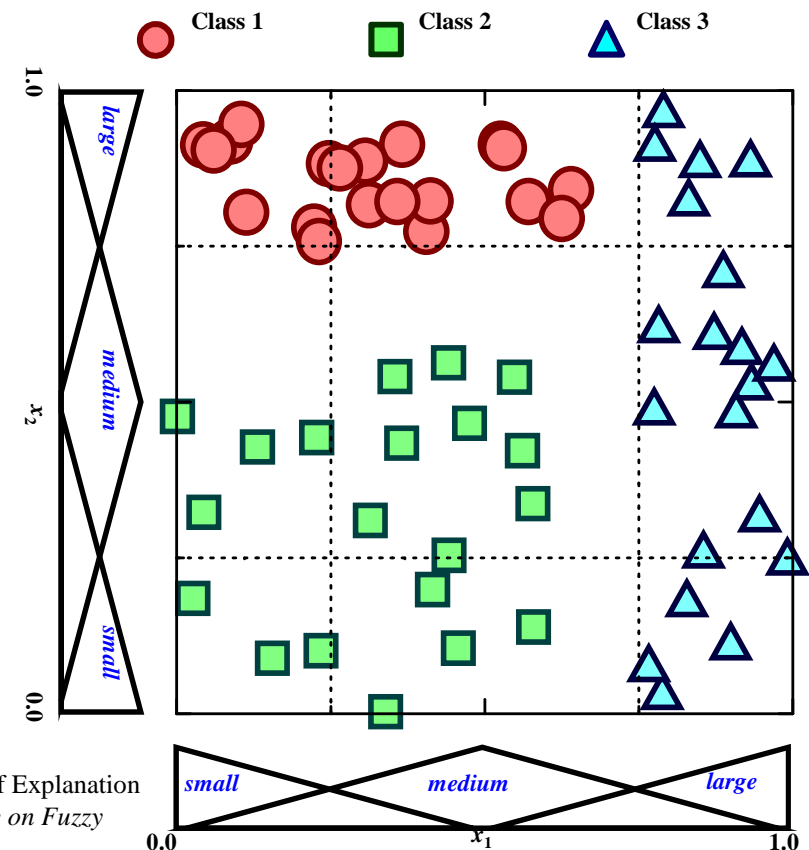 Class 1
Class 2
Class 3
1.0
large
medium
x2
small
0.0
small
medium
large
0.0
x1
1.0
f Explanation
on Fuzzy